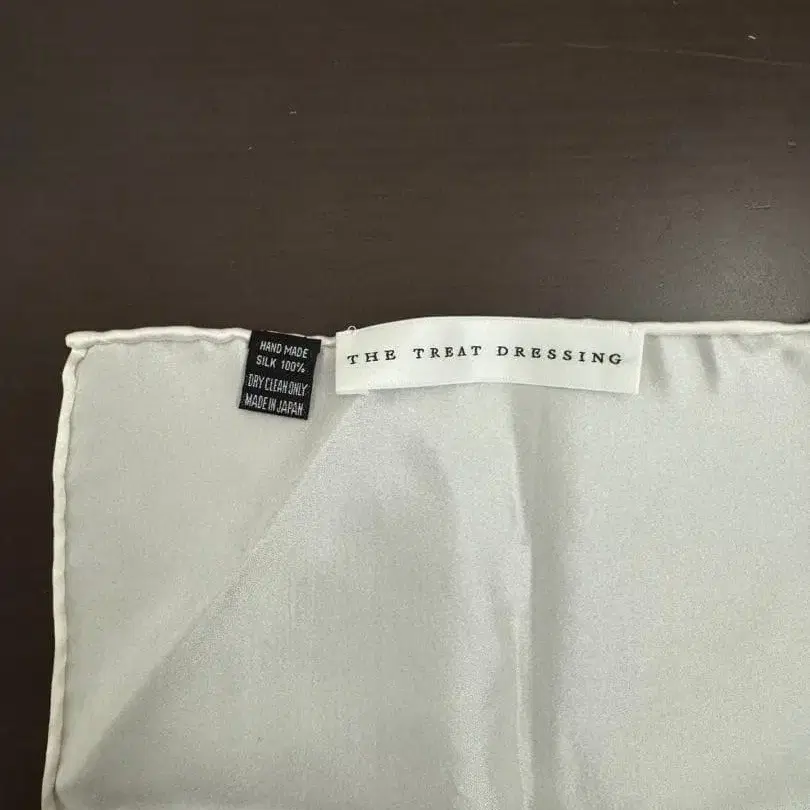 HAND MADE
SILK 100%
DRY CLEAN ONLY
MADE IN JAPAN
THE TREAT DRESSING